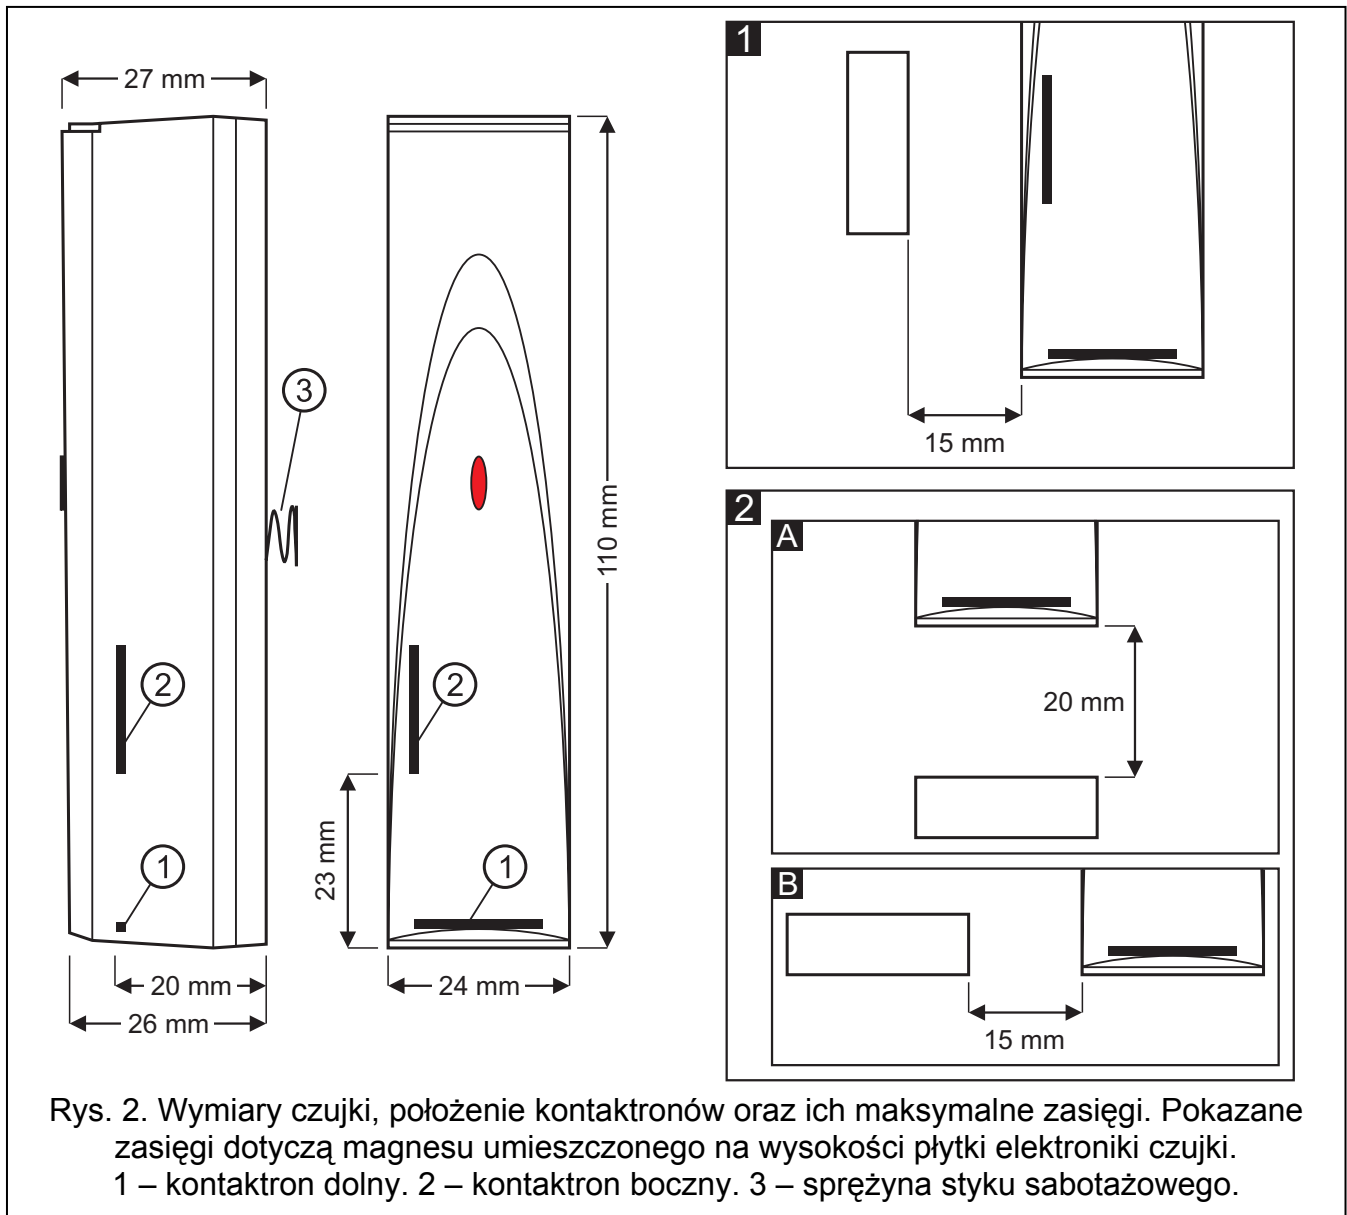 27 mm
3
2
1
20 mm
26 mm
110 mm
2
23 mm
1
24 mm
1
15 mm
2
A
20 mm
B
15 mm
Rys. 2. Wymiary czujki, położenie kontaktronów oraz ich maksymalne zasięgi. Pokazane
zasięgi dotyczą magnesu umieszczonego na wysokości płytki elektroniki czujki.
1 – kontaktron dolny. 2 – kontaktron boczny. 3 – sprężyna styku sabotażowego.